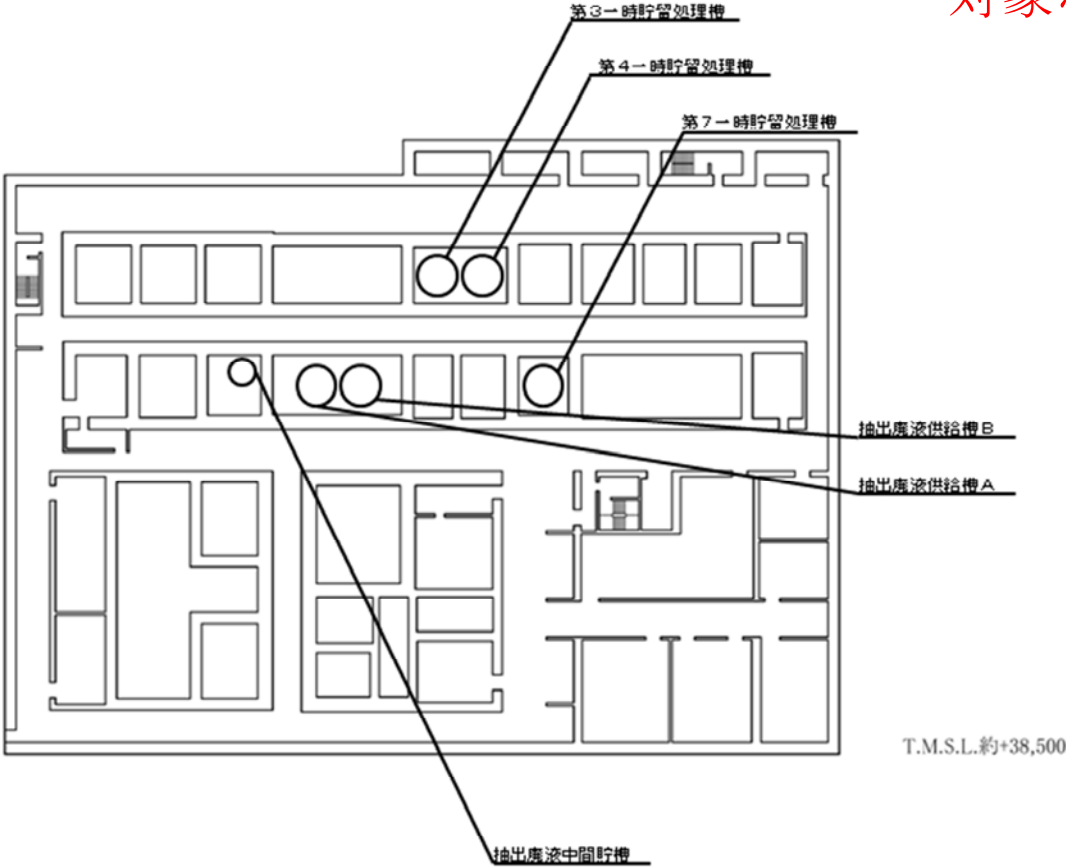 対象
第3一時貯留処理槽
第4一時貯留処理槽
第7一時貯留処理槽
抽出廃液供給槽B
抽出廃液供給槽A
T.M.S.L.約+38,500
抽出廃液中間貯槽